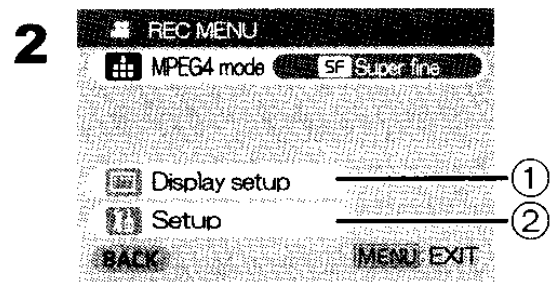 2
REC MENU
MPEG4 mode SF Super fine
Display setup ①
Setup ②
BACK MENU EXIT